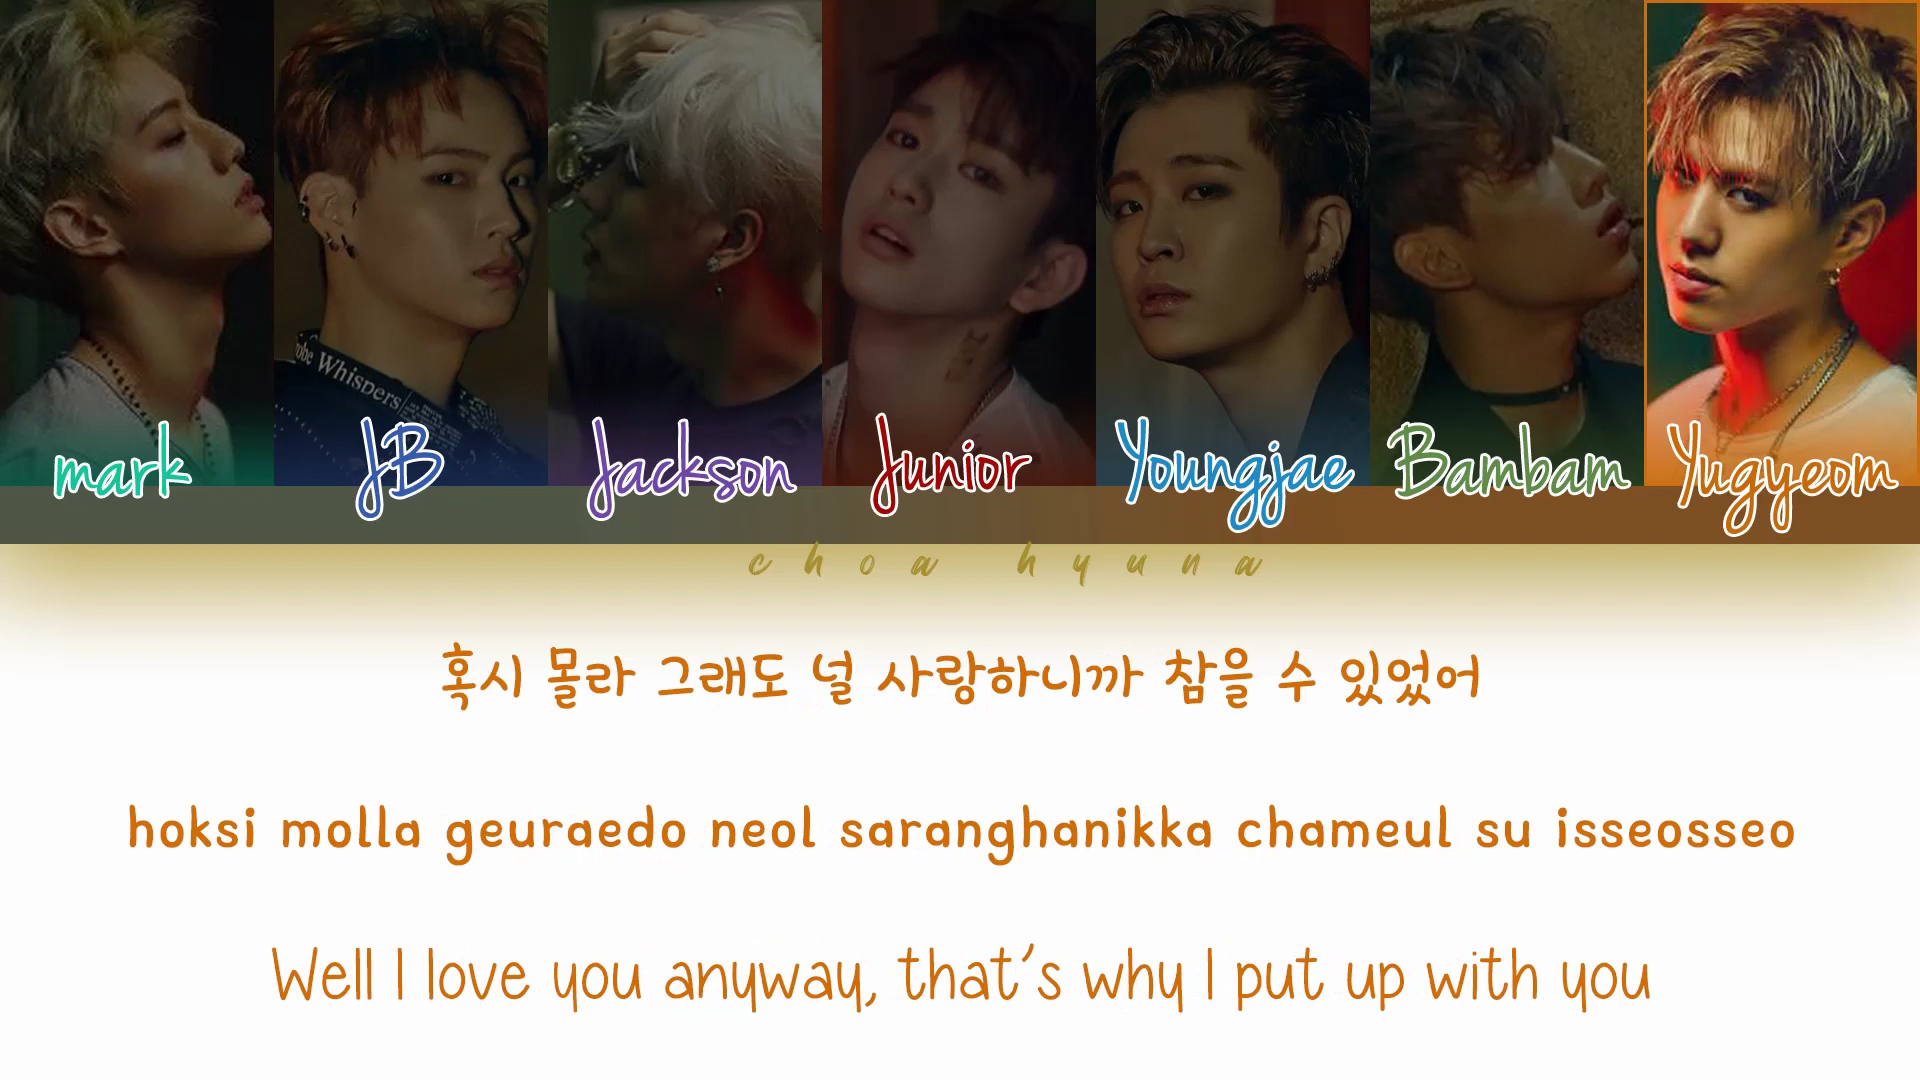 be Whispers
mark JB Jackson Junior Youngjae Bambam Yugyeom
choa hyuna
혹시 몰라 그래도 널 사랑하니까 참을 수 있었어
hoksi molla geuraedo neol saranghanikka chameul su isseosseo
Well I love you anyway, that's why I put up with you